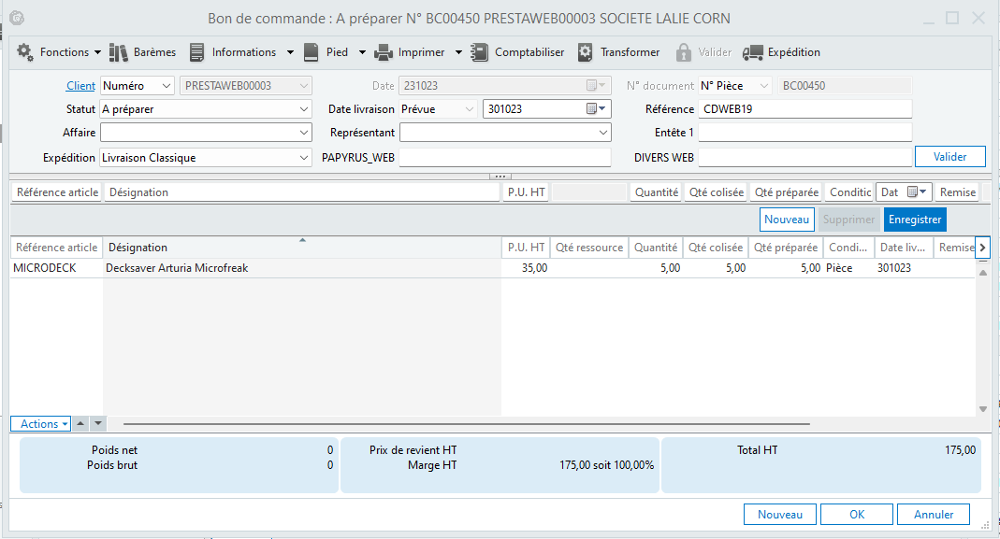 Bon de commande : A préparer N° BC00450 PRESTAWEB00003 SOCIETE LALIE CORN
Fonctions Barèmes Informations Pied Imprimer Comptabiliser Transformer Valider Expédition
Client Numéro PRESTAWEB00003 Date 231023 N° document N° Pièce BC00450
Statut A préparer Date livraison Prévue 301023 Référence CDWEB19
Affaire Représentant Entête 1
Expédition Livraison Classique PAPYRUS_WEB DIVERS WEB Valider
...
Référence article Désignation P.U. HT Quantité Qté colisée Qté préparée Conditic Dat Remise
Nouveau Supprimer Enregistrer
Référence article Désignation P.U. HT Qté ressource Quantité Qté colisée Qté préparée Condi... Date liv... Remise
MICRODECK Decksaver Arturia Microfreak 35,00 5,00 5,00 5,00 Pièce 301023
Actions
Poids net 0 Prix de revient HT Total HT 175,00
Poids brut 0 Marge HT 175,00 soit 100,00%
Nouveau OK Annuler